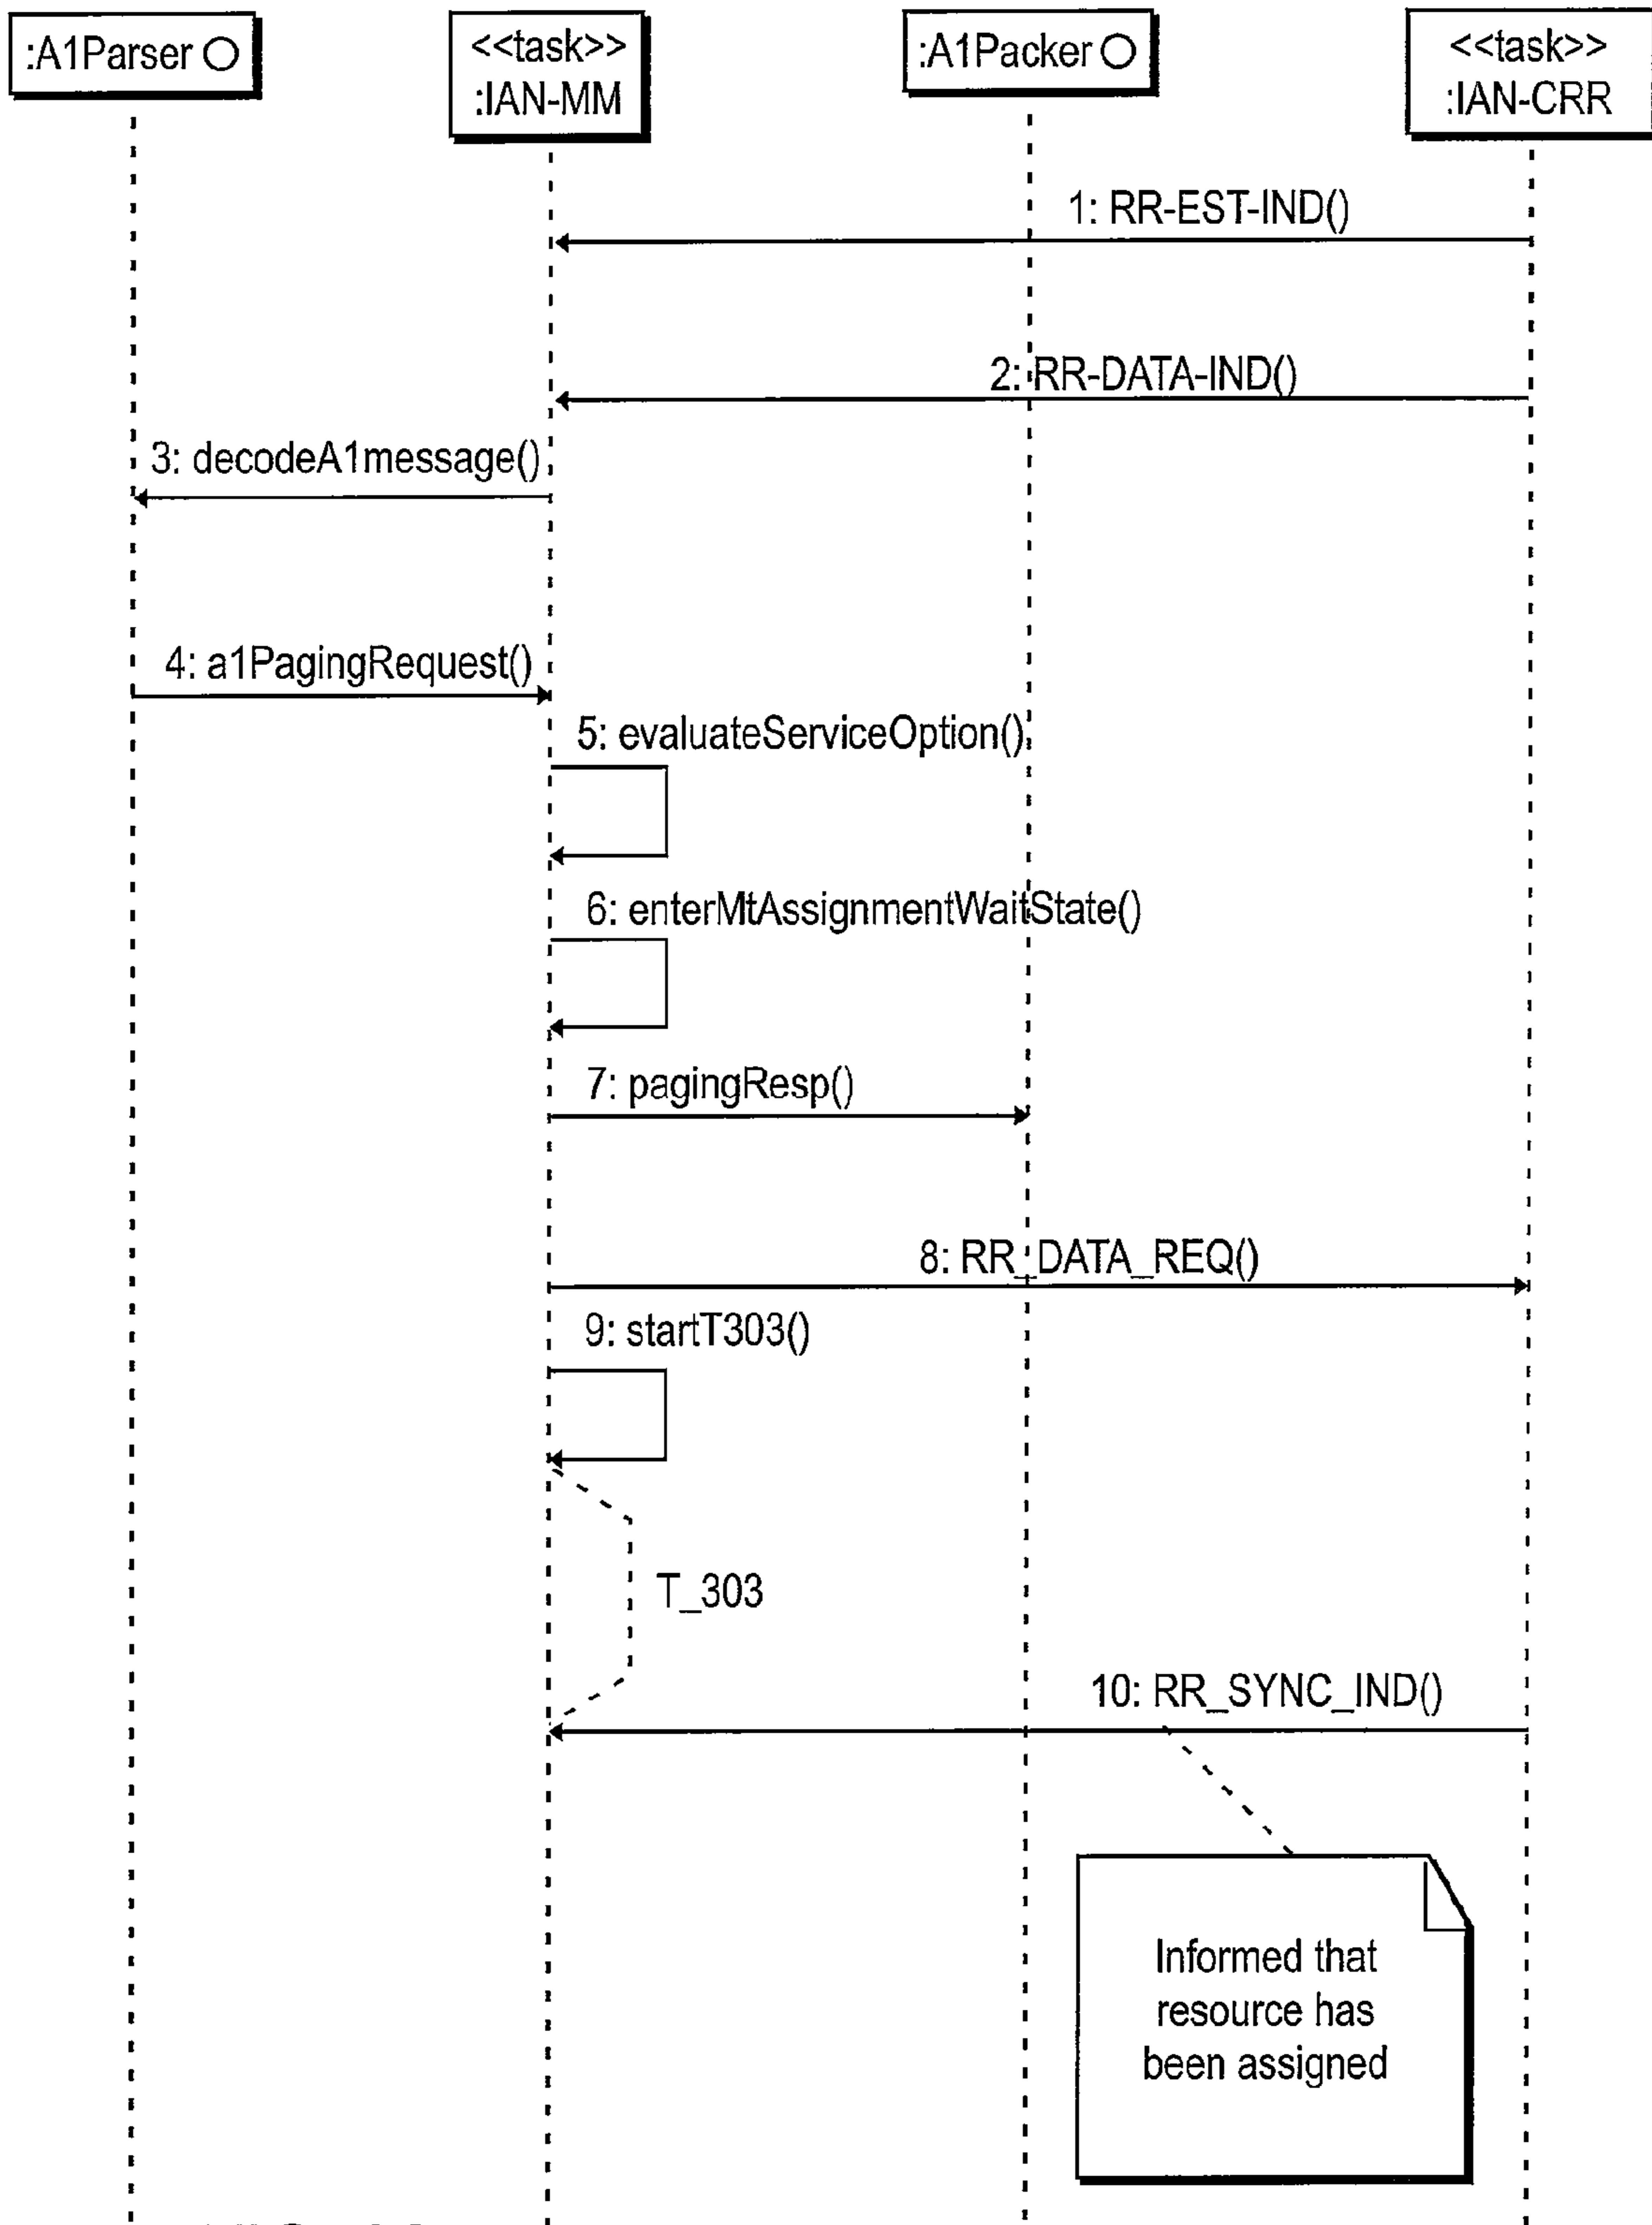 :A1Parser
<<task>>
:IAN-MM
:A1Packer
<<task>>
:IAN-CRR
1: RR-EST-IND()
2: RR-DATA-IND()
3: decodeA1message()
4: a1PagingRequest()
5: evaluateServiceOption()
6: enterMtAssignmentWaitState()
7: pagingResp()
8: RR_DATA_REQ()
9: startT303()
T_303
10: RR_SYNC_IND()
Informed that
resource has
been assigned